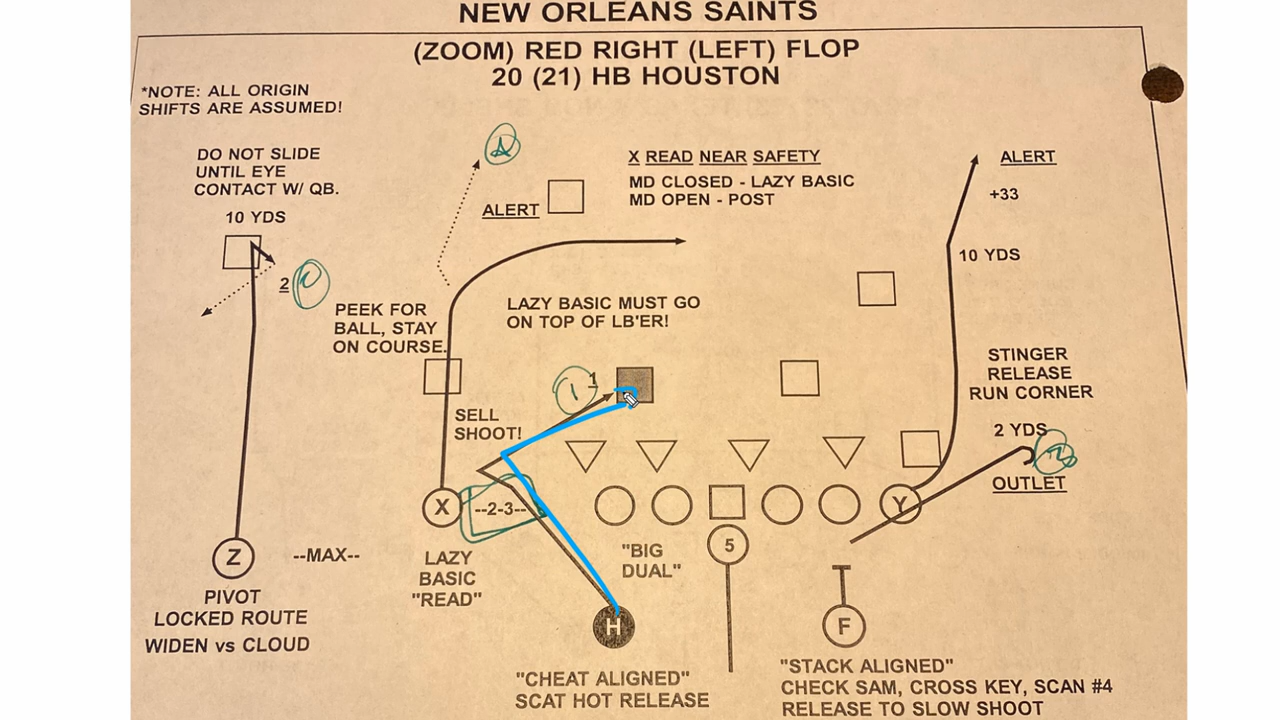 NEW ORLEANS SAINTS
(ZOOM) RED RIGHT (LEFT) FLOP
20 (21) HB HOUSTON
*NOTE: ALL ORIGIN
SHIFTS ARE ASSUMED!
DO NOT SLIDE
UNTIL EYE
CONTACT W/ QB.
10 YDS
2
A
ALERT
X READ NEAR SAFETY
MD CLOSED - LAZY BASIC
MD OPEN - POST
ALERT
+33
10 YDS
PEEK FOR
BALL, STAY
ON COURSE.
LAZY BASIC MUST GO
ON TOP OF LB'ER!
1
1
SELL
SHOOT!
STINGER
RELEASE
RUN CORNER
2 YDS
OUTLET
X
--2-3--
Y
Z
--MAX--
5
PIVOT
LOCKED ROUTE
WIDEN vs CLOUD
LAZY
BASIC
"READ"
"BIG
DUAL"
H
F
"CHEAT ALIGNED"
SCAT HOT RELEASE
"STACK ALIGNED"
CHECK SAM, CROSS KEY, SCAN #4
RELEASE TO SLOW SHOOT